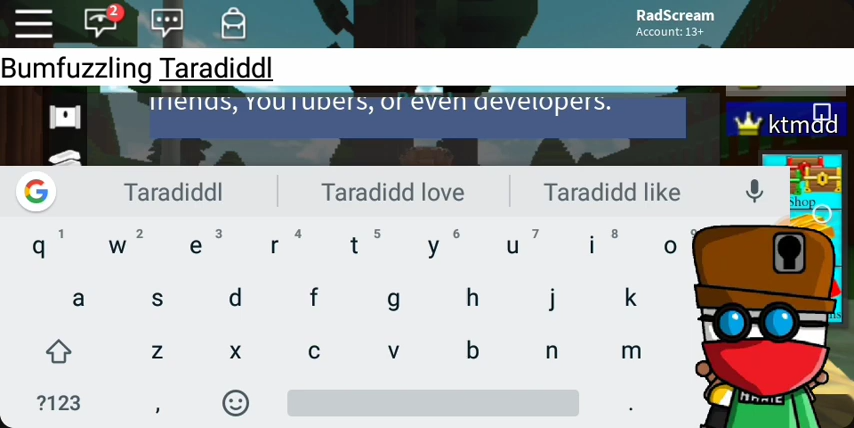 2
RadScream
Account: 13+
Bumfuzzling Taradiddl
friends, YouTubers, or even developers.
ktmdd
Shop
G Taradiddl Taradidd love Taradidd like
q 1 w 2 e 3 r 4 t 5 y 6 u 7 i 8 o 9
a s d f g h j k
z x c v b n m
?123 , .